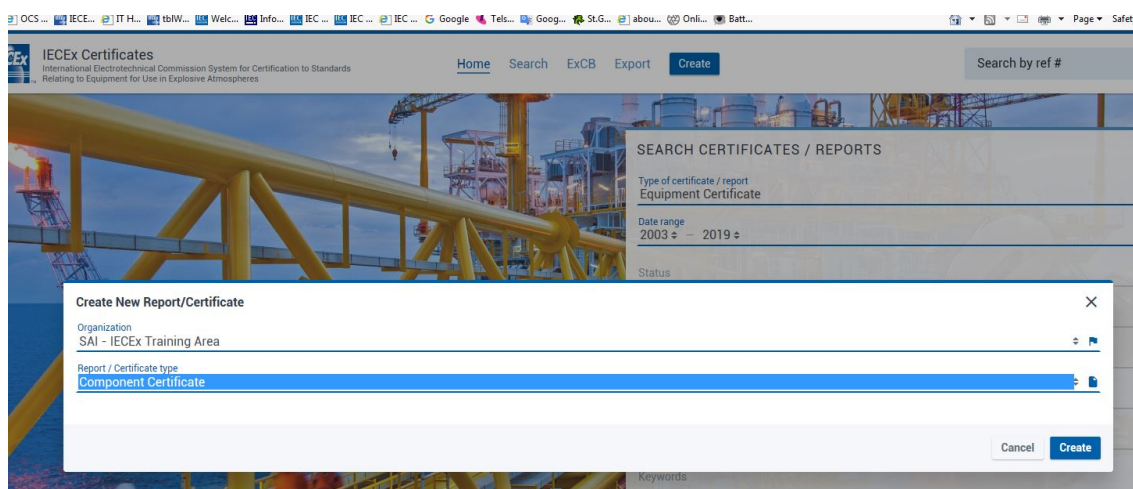 OCS ... IECE... IT H... tblW... Welc... Info... IEC ... IEC ... IEC ... Google Tels... Goog... St.G... abou... Onli... Batt...
Page Safet
IECEx Certificates
International Electrotechnical Commission System for Certification to Standards
Relating to Equipment for Use in Explosive Atmospheres
Home Search ExCB Export Create
Search by ref #
SEARCH CERTIFICATES / REPORTS
Type of certificate / report
Equipment Certificate
Date range
2003 – 2019
Status
Create New Report/Certificate
Organization
SAI - IECEx Training Area
Report / Certificate type
Component Certificate
Cancel Create
Keywords